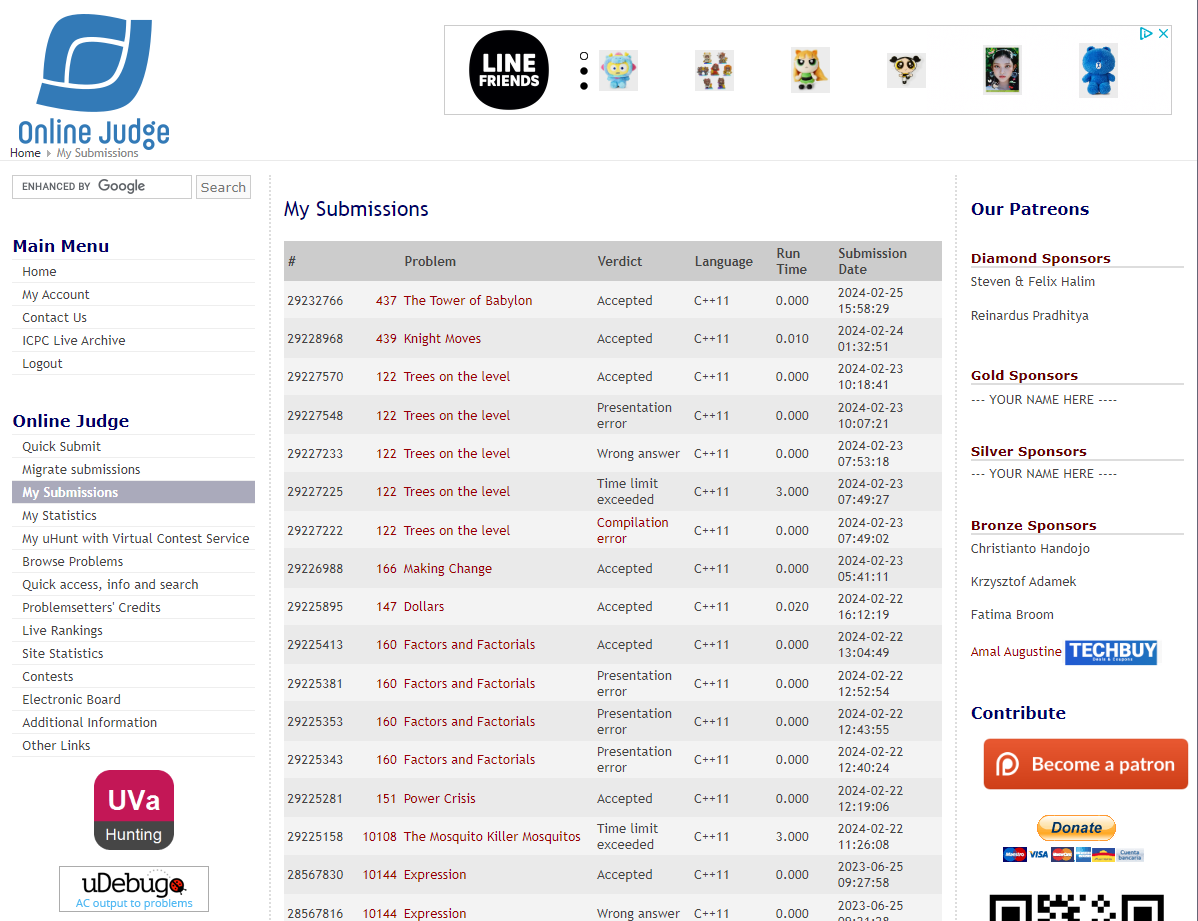 LINE
FRIENDS
Online Judge
Home My Submissions
ENHANCED BY Google Search
Main Menu
Home
My Account
Contact Us
ICPC Live Archive
Logout
Online Judge
Quick Submit
Migrate submissions
My Submissions
My Statistics
My uHunt with Virtual Contest Service
Browse Problems
Quick access, info and search
Problemsetters' Credits
Live Rankings
Site Statistics
Contests
Electronic Board
Additional Information
Other Links
UVa
Hunting
uDebug
AC output to problems
My Submissions
# Problem Verdict Language Run Time Submission Date
29232766 437 The Tower of Babylon Accepted C++11 0.000 2024-02-25 15:58:29
29228968 439 Knight Moves Accepted C++11 0.010 2024-02-24 01:32:51
29227570 122 Trees on the level Accepted C++11 0.000 2024-02-23 10:18:41
29227548 122 Trees on the level Presentation error C++11 0.000 2024-02-23 10:07:21
29227233 122 Trees on the level Wrong answer C++11 0.000 2024-02-23 07:53:18
29227225 122 Trees on the level Time limit exceeded C++11 3.000 2024-02-23 07:49:27
29227222 122 Trees on the level Compilation error C++11 0.000 2024-02-23 07:49:02
29226988 166 Making Change Accepted C++11 0.000 2024-02-23 05:41:11
29225895 147 Dollars Accepted C++11 0.020 2024-02-22 16:12:19
29225413 160 Factors and Factorials Accepted C++11 0.000 2024-02-22 13:04:49
29225381 160 Factors and Factorials Presentation error C++11 0.000 2024-02-22 12:52:54
29225353 160 Factors and Factorials Presentation error C++11 0.000 2024-02-22 12:43:55
29225343 160 Factors and Factorials Presentation error C++11 0.000 2024-02-22 12:40:24
29225281 151 Power Crisis Accepted C++11 0.000 2024-02-22 12:19:06
29225158 10108 The Mosquito Killer Mosquitos Time limit exceeded C++11 3.000 2024-02-22 11:26:08
28567830 10144 Expression Accepted C++11 0.000 2023-06-25 09:27:58
28567816 10144 Expression Wrong answer C++11 0.000 2023-06-25
Our Patreons
Diamond Sponsors
Steven & Felix Halim
Reinardus Pradhitya
Gold Sponsors
--- YOUR NAME HERE ----
Silver Sponsors
--- YOUR NAME HERE ----
Bronze Sponsors
Christianto Handojo
Krzysztof Adamek
Fatima Broom
Amal Augustine TECHBUY
Deals & Coupons
Contribute
Become a patron
Donate
Maestro VISA
Cuenta
bancaria